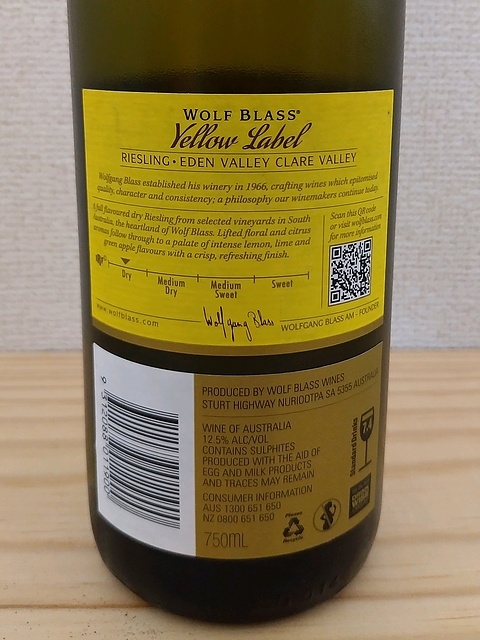 WOLF BLASS®
Yellow Label
RIESLING • EDEN VALLEY CLARE VALLEY
Wolfgang Blass established his winery in 1966, crafting wines which epitomised
quality, character and consistency; a philosophy our winemakers continue today.
A full flavoured dry Riesling from selected vineyards in South
Australia, the heartland of Wolf Blass. Lifted floral and citrus
aromas follow through to a palate of intense lemon, lime and
green apple flavours with a crisp, refreshing finish.
Scan this QR code
or visit wolfblass.com
for more information
Dry
Medium
Dry
Medium
Sweet
Sweet
www.wolfblass.com
Wolfgang Blass
WOLFGANG BLASS AM - FOUNDER
PRODUCED BY WOLF BLASS WINES
STURT HIGHWAY NURIOOTPA SA 5355 AUSTRALIA
WINE OF AUSTRALIA
12.5% ALC/VOL
CONTAINS SULPHITES
PRODUCED WITH THE AID OF
EGG AND MILK PRODUCTS
AND TRACES MAY REMAIN
CONSUMER INFORMATION
AUS 1300 651 650
NZ 0800 651 650
750ML
Please
Recycle
Standard Drinks
7.4
9 312088 011900